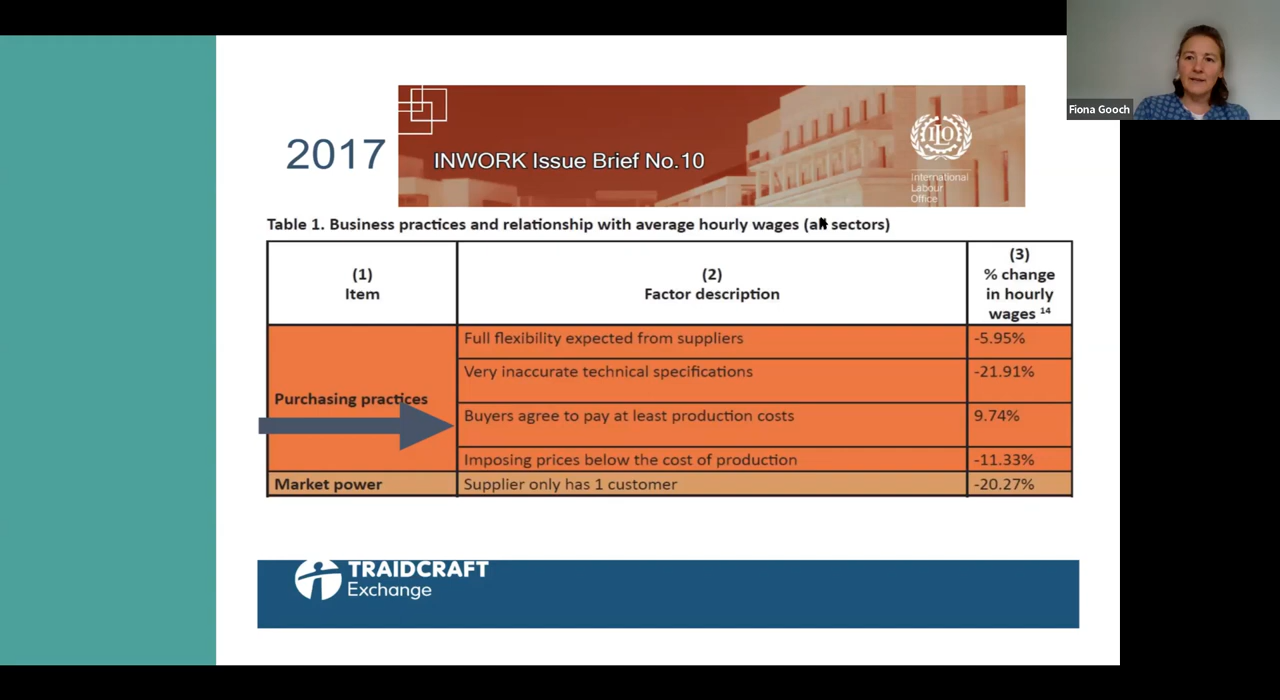 Fiona Gooch
2017
INWORK Issue Brief No.10
ILO
International
Labour
Office
Table 1. Business practices and relationship with average hourly wages (all sectors)
(1)
Item
(2)
Factor description
(3)
% change
in hourly
wages 14
Purchasing practices
Full flexibility expected from suppliers
-5.95%
Very inaccurate technical specifications
-21.91%
Buyers agree to pay at least production costs
9.74%
Imposing prices below the cost of production
-11.33%
Market power
Supplier only has 1 customer
-20.27%
TRAIDCRAFT
Exchange